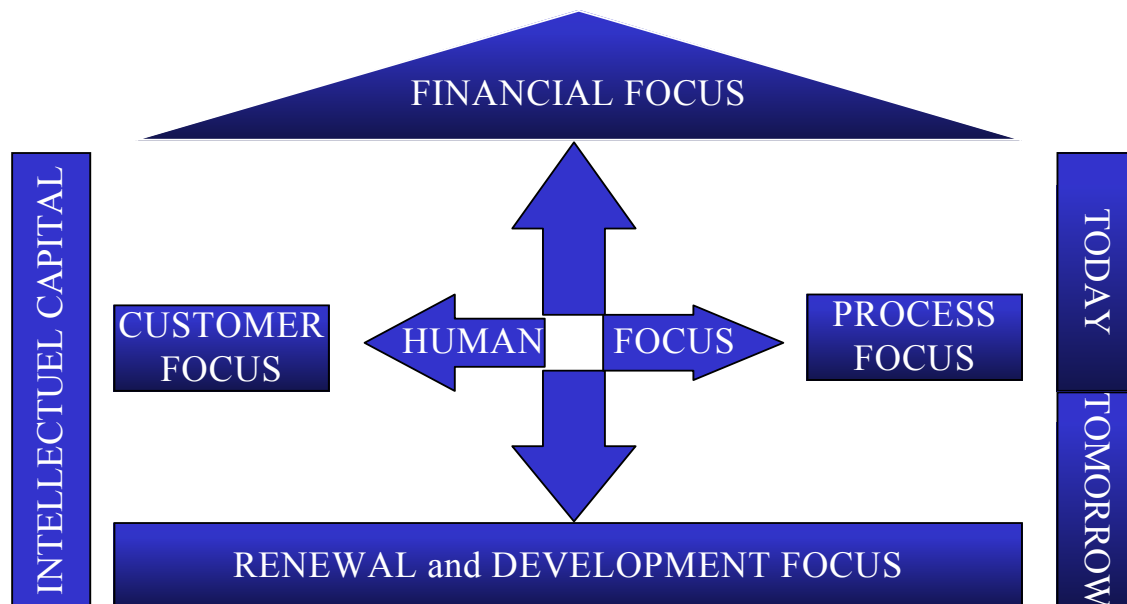 FINANCIAL FOCUS
INTELLECTUEL CAPITAL
CUSTOMER
FOCUS
HUMAN FOCUS
PROCESS
FOCUS
TODAY
TOMORROW
RENEWAL and DEVELOPMENT FOCUS